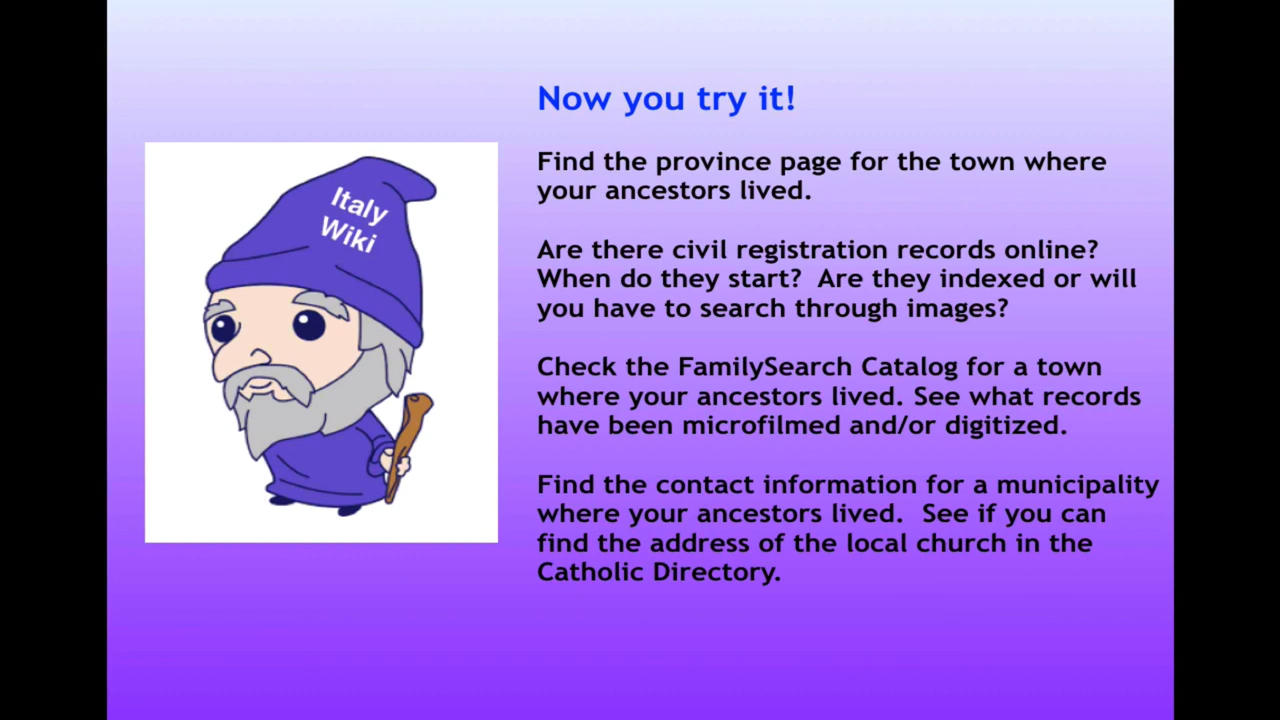 Now you try it!
Italy
Wiki
Find the province page for the town where
your ancestors lived.
Are there civil registration records online?
When do they start?  Are they indexed or will
you have to search through images?
Check the FamilySearch Catalog for a town
where your ancestors lived. See what records
have been microfilmed and/or digitized.
Find the contact information for a municipality
where your ancestors lived.  See if you can
find the address of the local church in the
Catholic Directory.